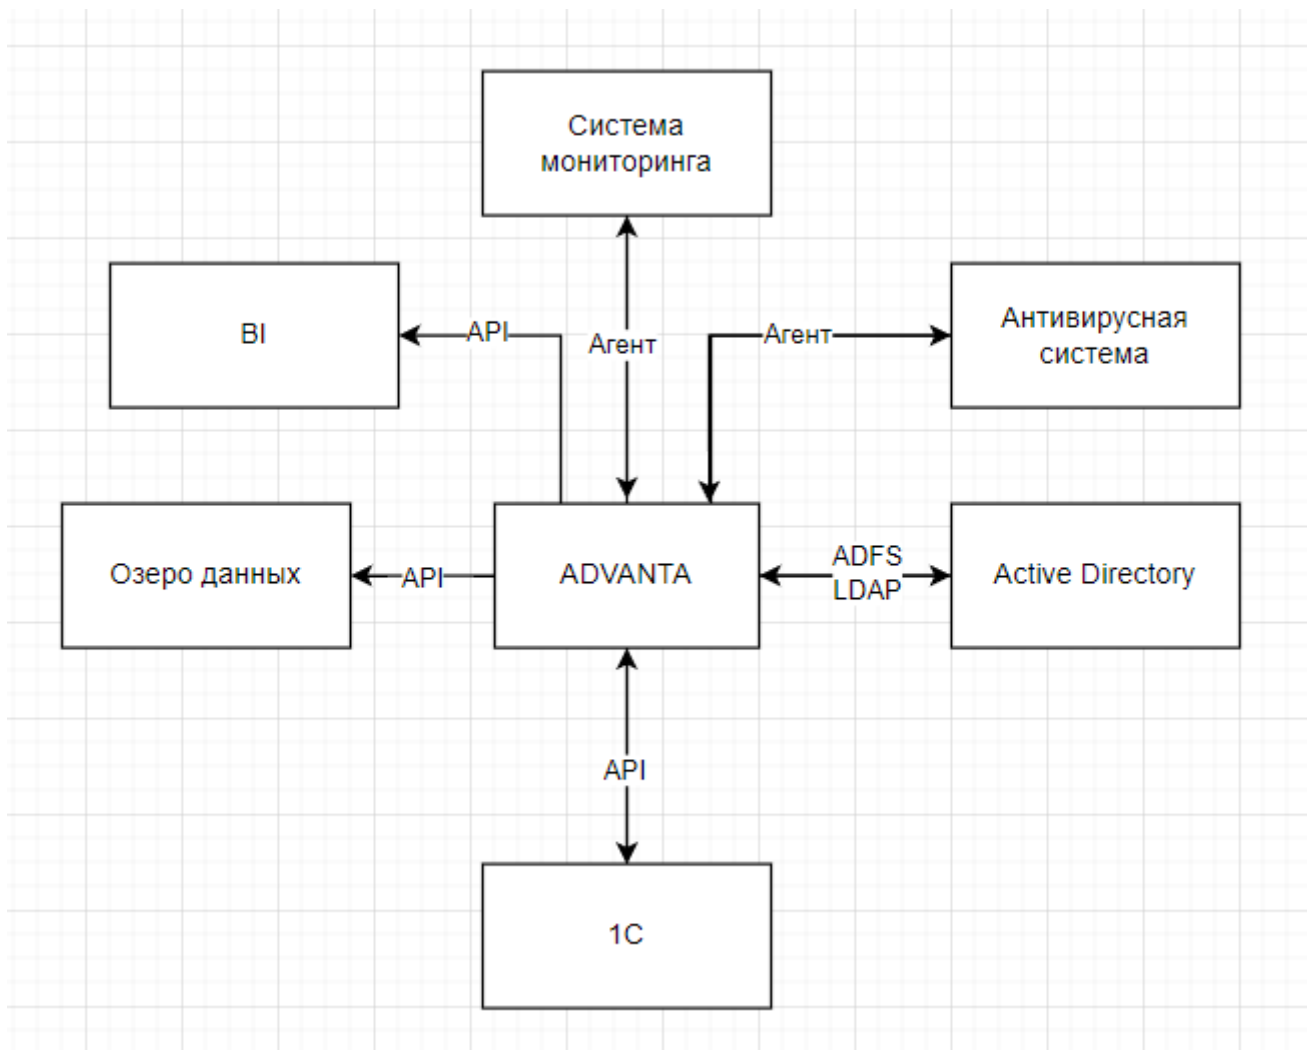 Система
мониторинга
BI
API
Агент
Агент
Антивирусная
система
Озеро данных
API
ADVANTA
ADFS
LDAP
Active Directory
API
1C